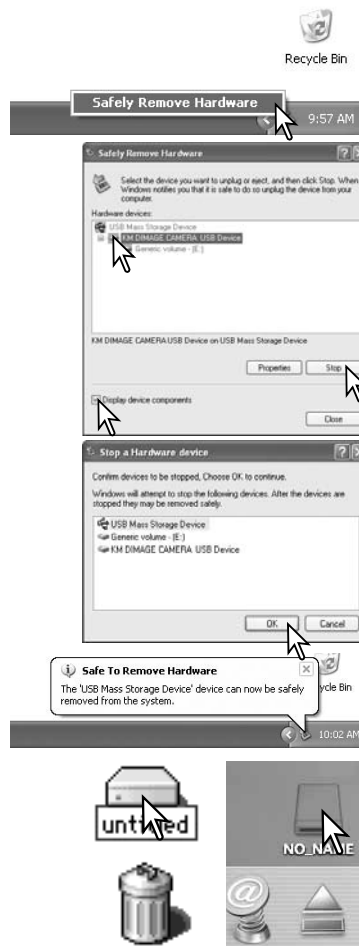 Recycle Bin
Safely Remove Hardware
9:57 AM
Safely Remove Hardware
Select the device you want to unplug or eject, and then click Stop. When
Windows notifies you that it is safe to do so unplug the device from your
computer.
Hardware devices:
USB Mass Storage Device
KM DIMAGE CAMERA USB Device
Generic volume - (E:)
KM DIMAGE CAMERA USB Device on USB Mass Storage Device
Properties Stop
Display device components
Close
Stop a Hardware device
Confirm devices to be stopped, Choose OK to continue.
Windows will attempt to stop the following devices. After the devices are
stopped they may be removed safely.
USB Mass Storage Device
Generic volume - (E:)
KM DIMAGE CAMERA USB Device
OK Cancel
Safe To Remove Hardware
The 'USB Mass Storage Device' device can now be safely
removed from the system.
ycle Bin
10:02 AM
untitled
NO_NAME